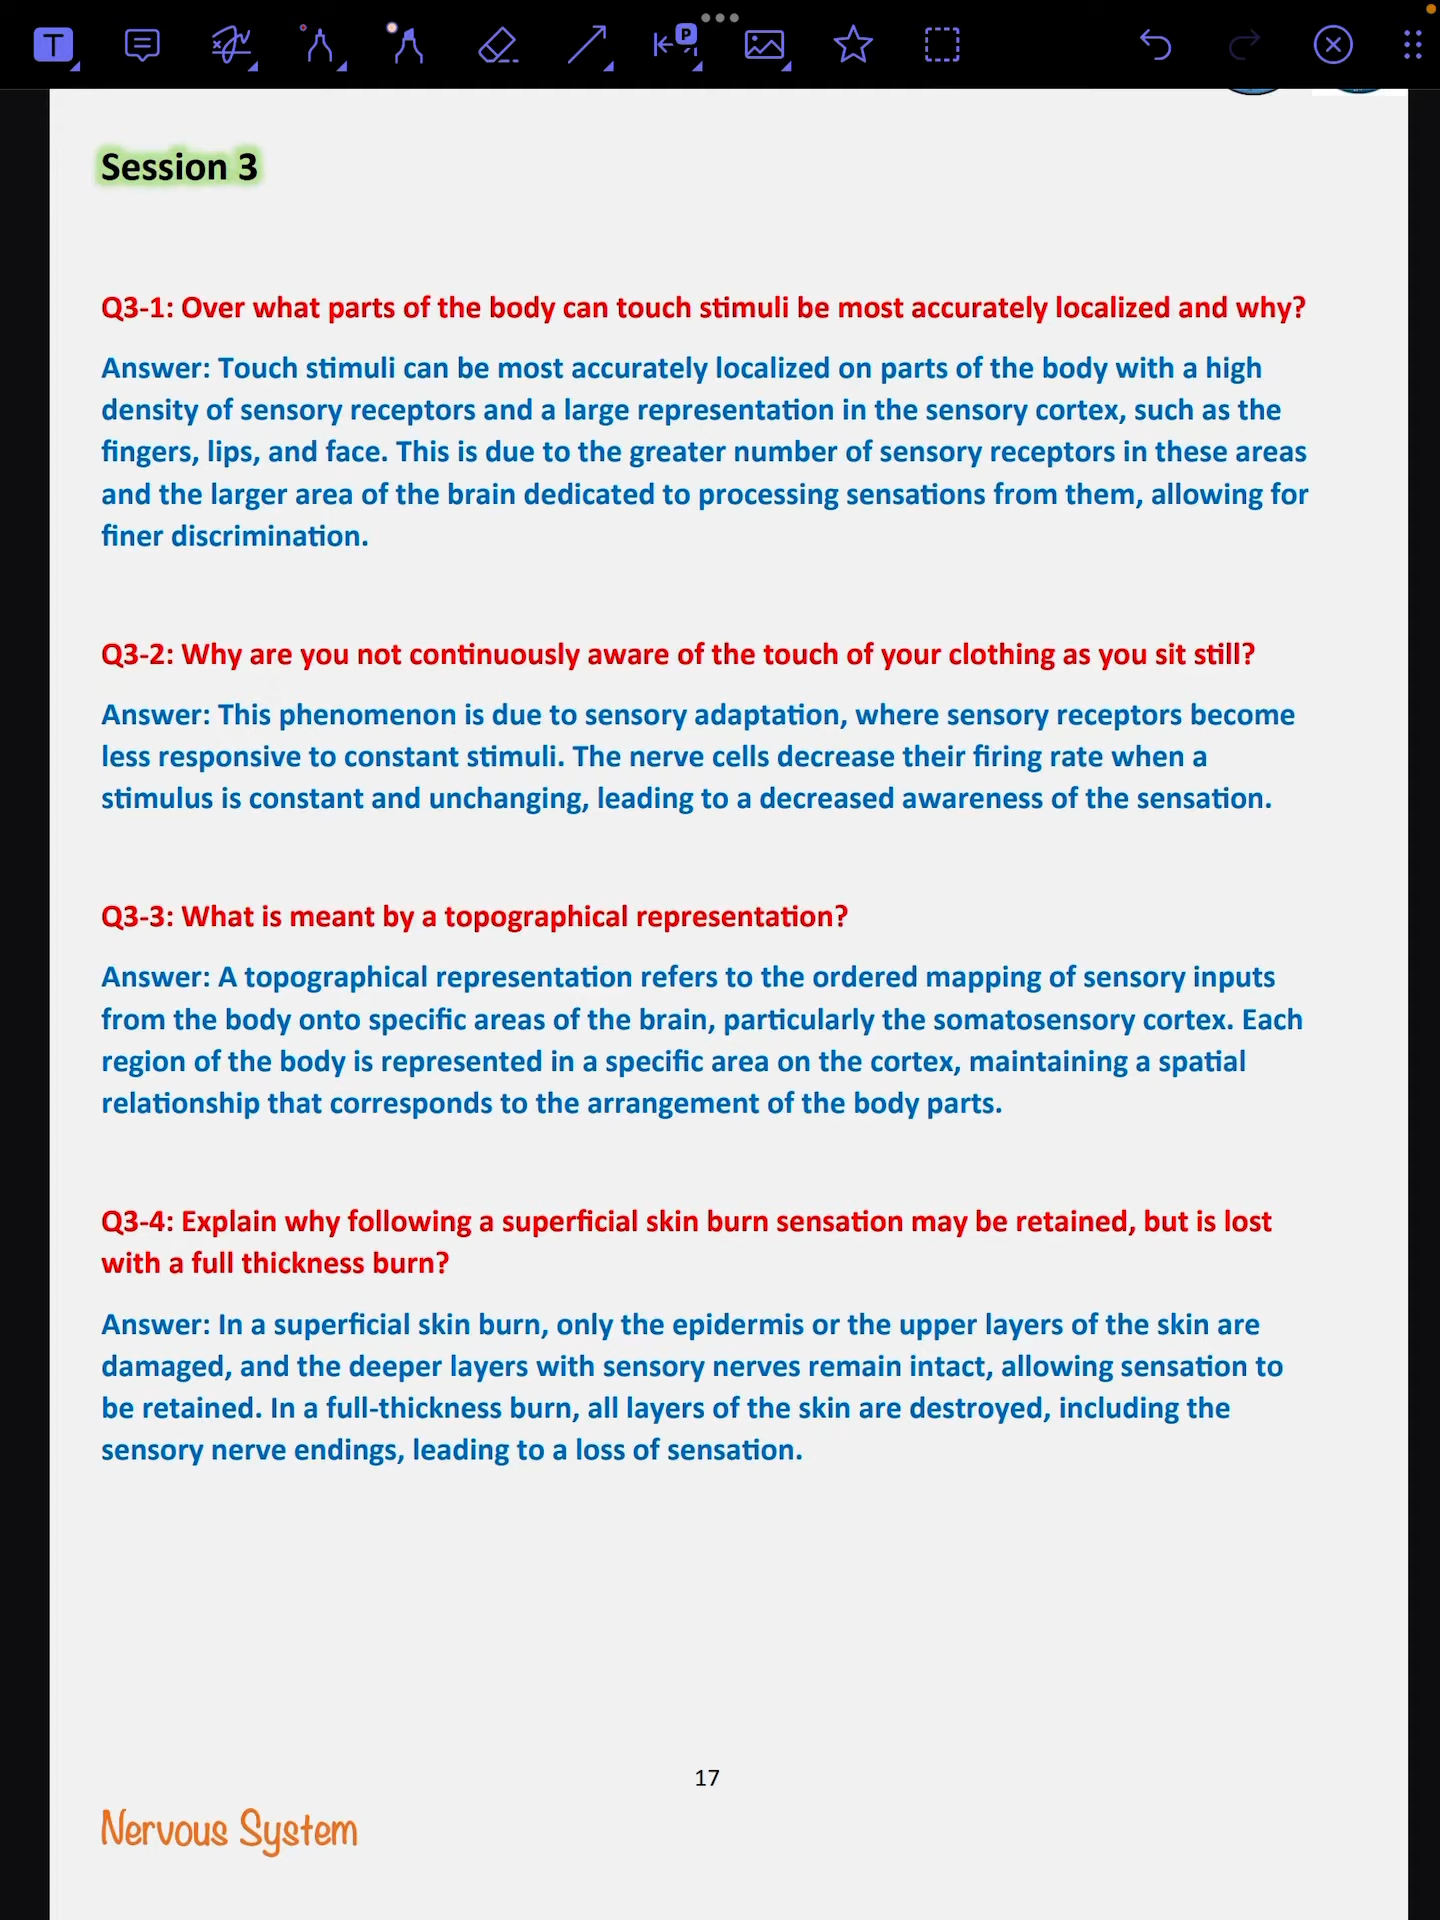 Session 3
Q3-1: Over what parts of the body can touch stimuli be most accurately localized and why?
Answer: Touch stimuli can be most accurately localized on parts of the body with a high
density of sensory receptors and a large representation in the sensory cortex, such as the
fingers, lips, and face. This is due to the greater number of sensory receptors in these areas
and the larger area of the brain dedicated to processing sensations from them, allowing for
finer discrimination.
Q3-2: Why are you not continuously aware of the touch of your clothing as you sit still?
Answer: This phenomenon is due to sensory adaptation, where sensory receptors become
less responsive to constant stimuli. The nerve cells decrease their firing rate when a
stimulus is constant and unchanging, leading to a decreased awareness of the sensation.
Q3-3: What is meant by a topographical representation?
Answer: A topographical representation refers to the ordered mapping of sensory inputs
from the body onto specific areas of the brain, particularly the somatosensory cortex. Each
region of the body is represented in a specific area on the cortex, maintaining a spatial
relationship that corresponds to the arrangement of the body parts.
Q3-4: Explain why following a superficial skin burn sensation may be retained, but is lost
with a full thickness burn?
Answer: In a superficial skin burn, only the epidermis or the upper layers of the skin are
damaged, and the deeper layers with sensory nerves remain intact, allowing sensation to
be retained. In a full-thickness burn, all layers of the skin are destroyed, including the
sensory nerve endings, leading to a loss of sensation.
17
Nervous System